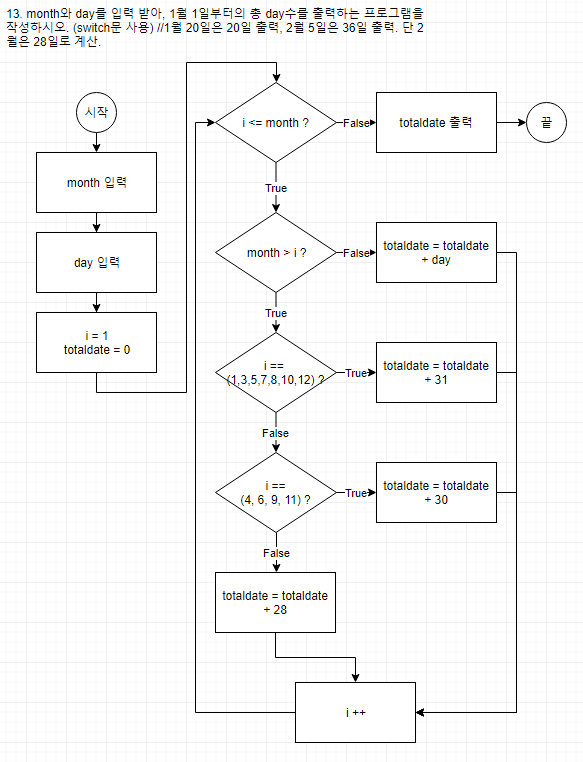 13. month와 day를 입력 받아, 1월 1일부터의 총 day수를 출력하는 프로그램을
작성하시오. (switch문 사용) //1월 20일은 20일 출력, 2월 5일은 36일 출력. 단 2
월은 28일로 계산.
시작
month 입력
day 입력
i = 1
totaldate = 0
i <= month ?
False
totaldate 출력
끝
True
month > i ?
False
totaldate = totaldate
+ day
True
i ==
(1,3,5,7,8,10,12) ?
True
totaldate = totaldate
+ 31
False
i ==
(4, 6, 9, 11) ?
True
totaldate = totaldate
+ 30
False
totaldate = totaldate
+ 28
i ++